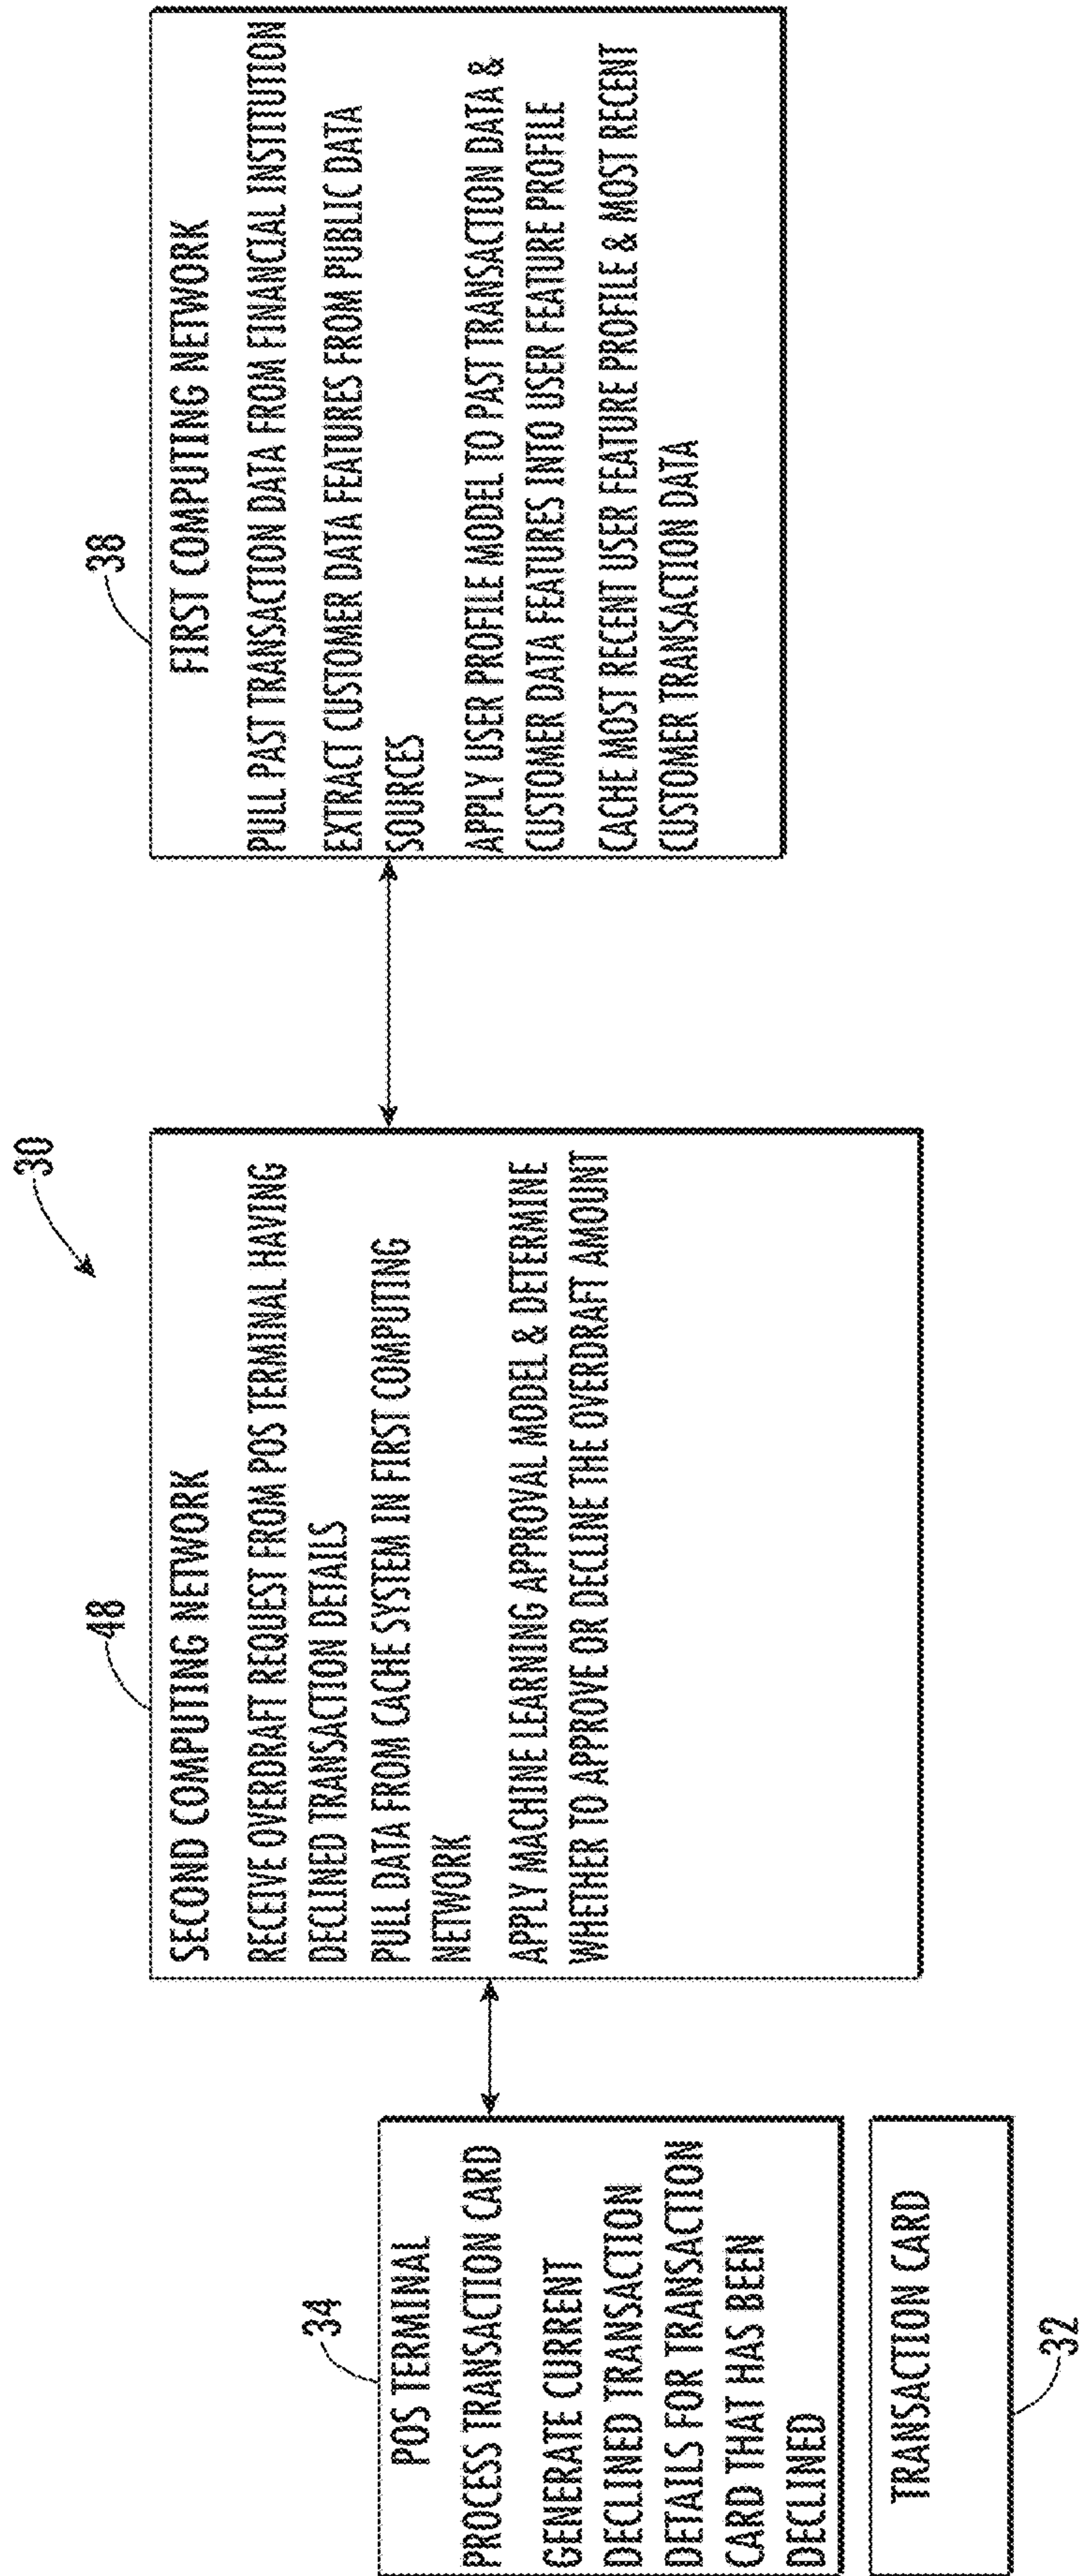 30
34
POS TERMINAL
PROCESS TRANSACTION CARD
GENERATE CURRENT
DECLINED TRANSACTION
DETAILS FOR TRANSACTION
CARD THAT HAS BEEN
DECLINED
TRANSACTION CARD
32
48
SECOND COMPUTING NETWORK
RECEIVE OVERDRAFT REQUEST FROM POS TERMINAL HAVING
DECLINED TRANSACTION DETAILS
PULL DATA FROM CACHE SYSTEM IN FIRST COMPUTING
NETWORK
APPLY MACHINE LEARNING APPROVAL MODEL & DETERMINE
WHETHER TO APPROVE OR DECLINE THE OVERDRAFT AMOUNT
38
FIRST COMPUTING NETWORK
PULL PAST TRANSACTION DATA FROM FINANCIAL INSTITUTION
EXTRACT CUSTOMER DATA FEATURES FROM PUBLIC DATA
SOURCES
APPLY USER PROFILE MODEL TO PAST TRANSACTION DATA &
CUSTOMER DATA FEATURES INTO USER FEATURE PROFILE
CACHE MOST RECENT USER FEATURE PROFILE & MOST RECENT
CUSTOMER TRANSACTION DATA